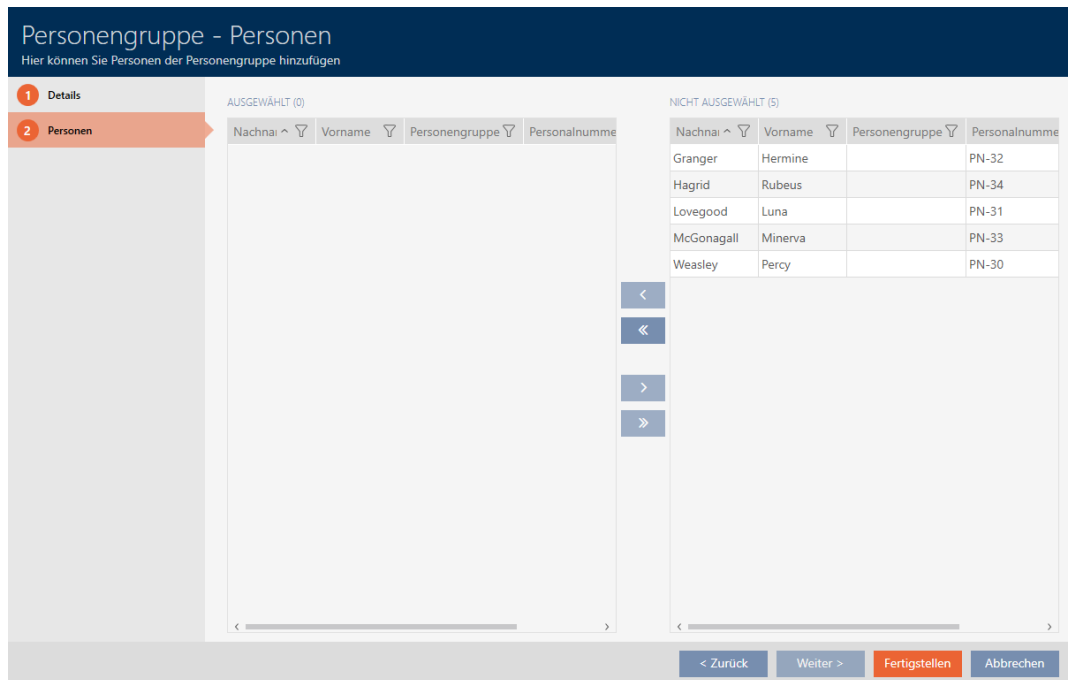 Personengruppe - Personen
Hier können Sie Personen der Personengruppe hinzufügen
1 Details
2 Personen
AUSGEWÄHLT (0)
Nachnai Vorname Personengruppe Personalnumme
NICHT AUSGEWÄHLT (5)
Nachnai Vorname Personengruppe Personalnumme
Granger Hermine PN-32
Hagrid Rubeus PN-34
Lovegood Luna PN-31
McGonagall Minerva PN-33
Weasley Percy PN-30
< Zurück Weiter > Fertigstellen Abbrechen